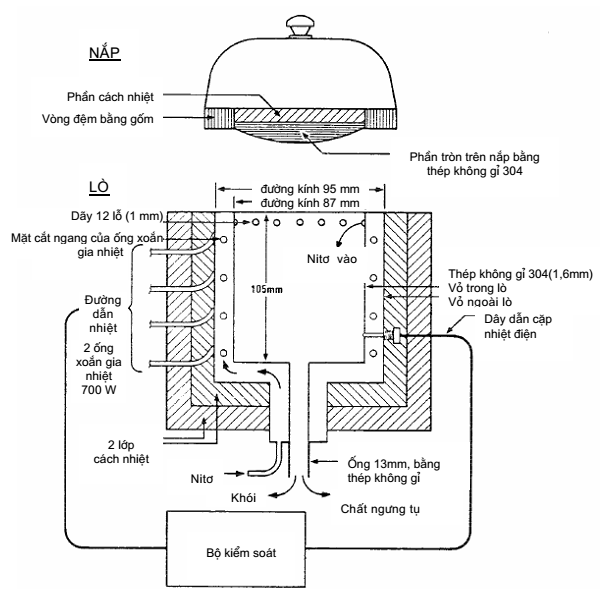 NẮP
Phần cách nhiệt
Vòng đệm bằng gốm
Phần tròn trên nắp bằng
thép không gỉ 304
LÒ
đường kính 95 mm
đường kính 87 mm
Dãy 12 lỗ (1 mm)
Mặt cắt ngang của ống xoắn
gia nhiệt
Nitơ vào
105mm
Thép không gỉ 304(1,6mm)
Vỏ trong lò
Vỏ ngoài lò
Dây dẫn cặp
nhiệt điện
Đường
dẫn
nhiệt
2 ống
xoắn gia
nhiệt
700 W
2 lớp
cách nhiệt
Nitơ
Ống 13mm, bằng
thép không gỉ
Khói
Chất ngưng tụ
Bộ kiểm soát